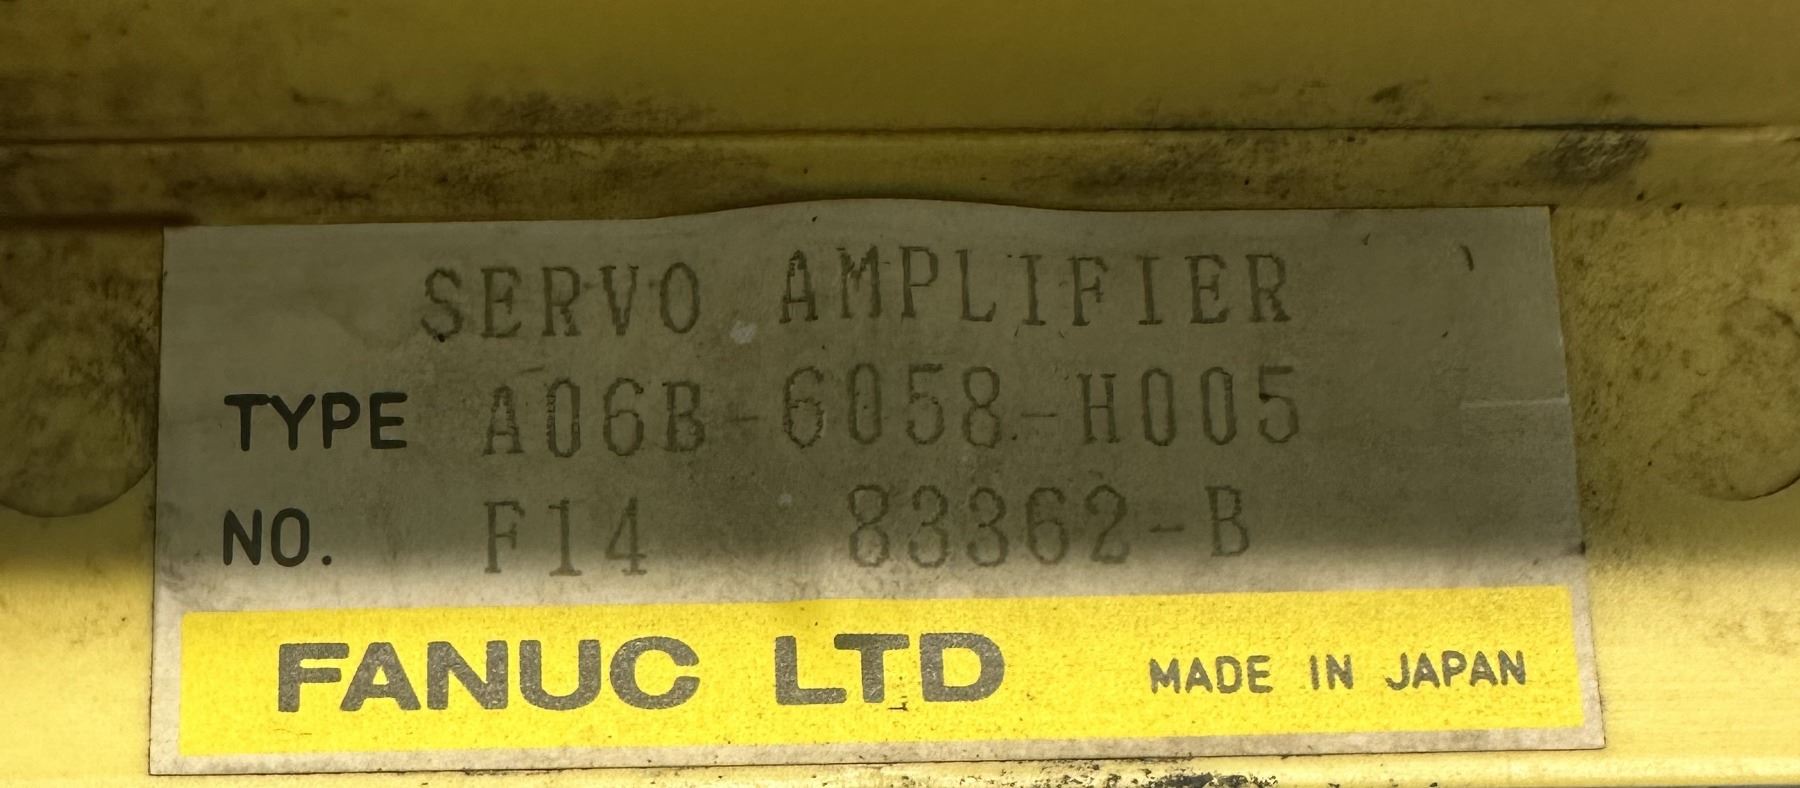 SERVO AMPLIFIER
TYPE A06B-6058-H005
NO. F14 83362-B
FANUC LTD MADE IN JAPAN